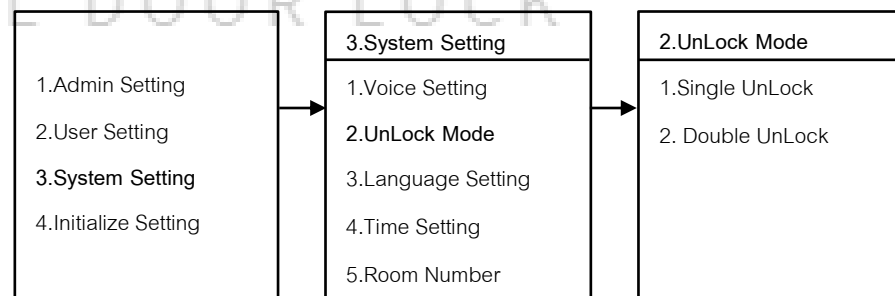 E DOOR LOCK
1.Admin Setting
2.User Setting
3.System Setting
4.Initialize Setting
3.System Setting
1.Voice Setting
2.UnLock Mode
3.Language Setting
4.Time Setting
5.Room Number
2.UnLock Mode
1.Single UnLock
2. Double UnLock